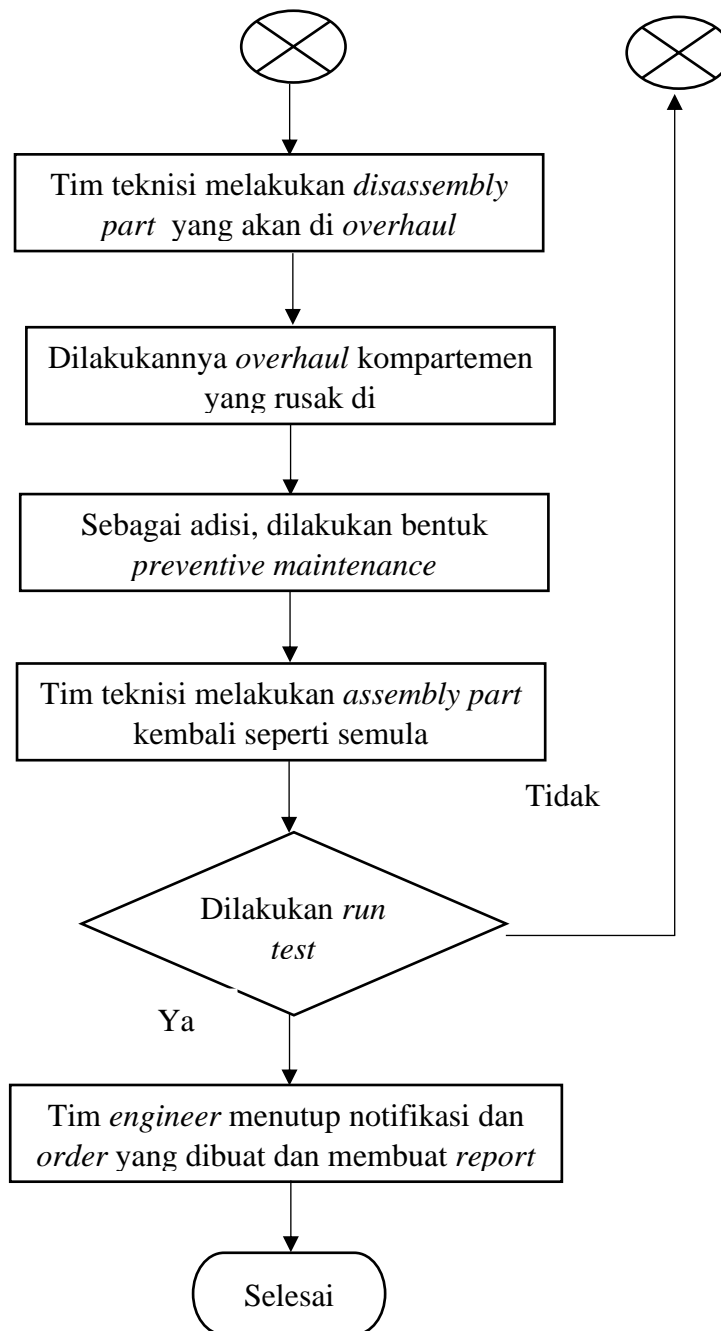 Tim teknisi melakukan disassembly
part yang akan di overhaul
Dilakukannya overhaul kompartemen
yang rusak di
Sebagai adisi, dilakukan bentuk
preventive maintenance
Tim teknisi melakukan assembly part
kembali seperti semula
Tidak
Dilakukan run
test
Ya
Tim engineer menutup notifikasi dan
order yang dibuat dan membuat report
Selesai